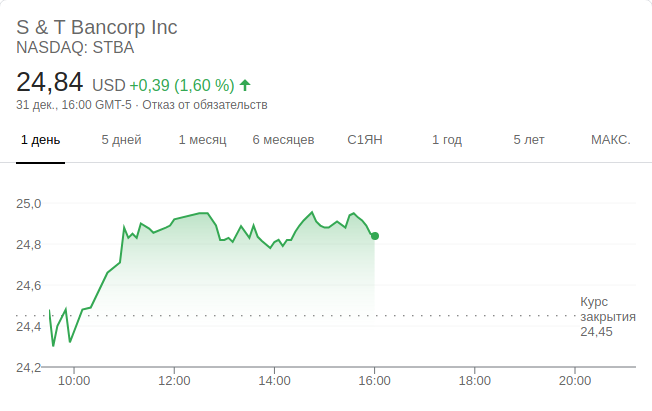 S & T Bancorp Inc
NASDAQ: STBA
24,84 USD +0,39 (1,60 %)
31 дек., 16:00 GMT-5 · Отказ от обязательств
1 день 5 дней 1 месяц 6 месяцев С1ЯН 1 год 5 лет МАКС.
25,0
24,8
24,6
24,4
24,2
Курс
закрытия
24,45
10:00 12:00 14:00 16:00 18:00 20:00